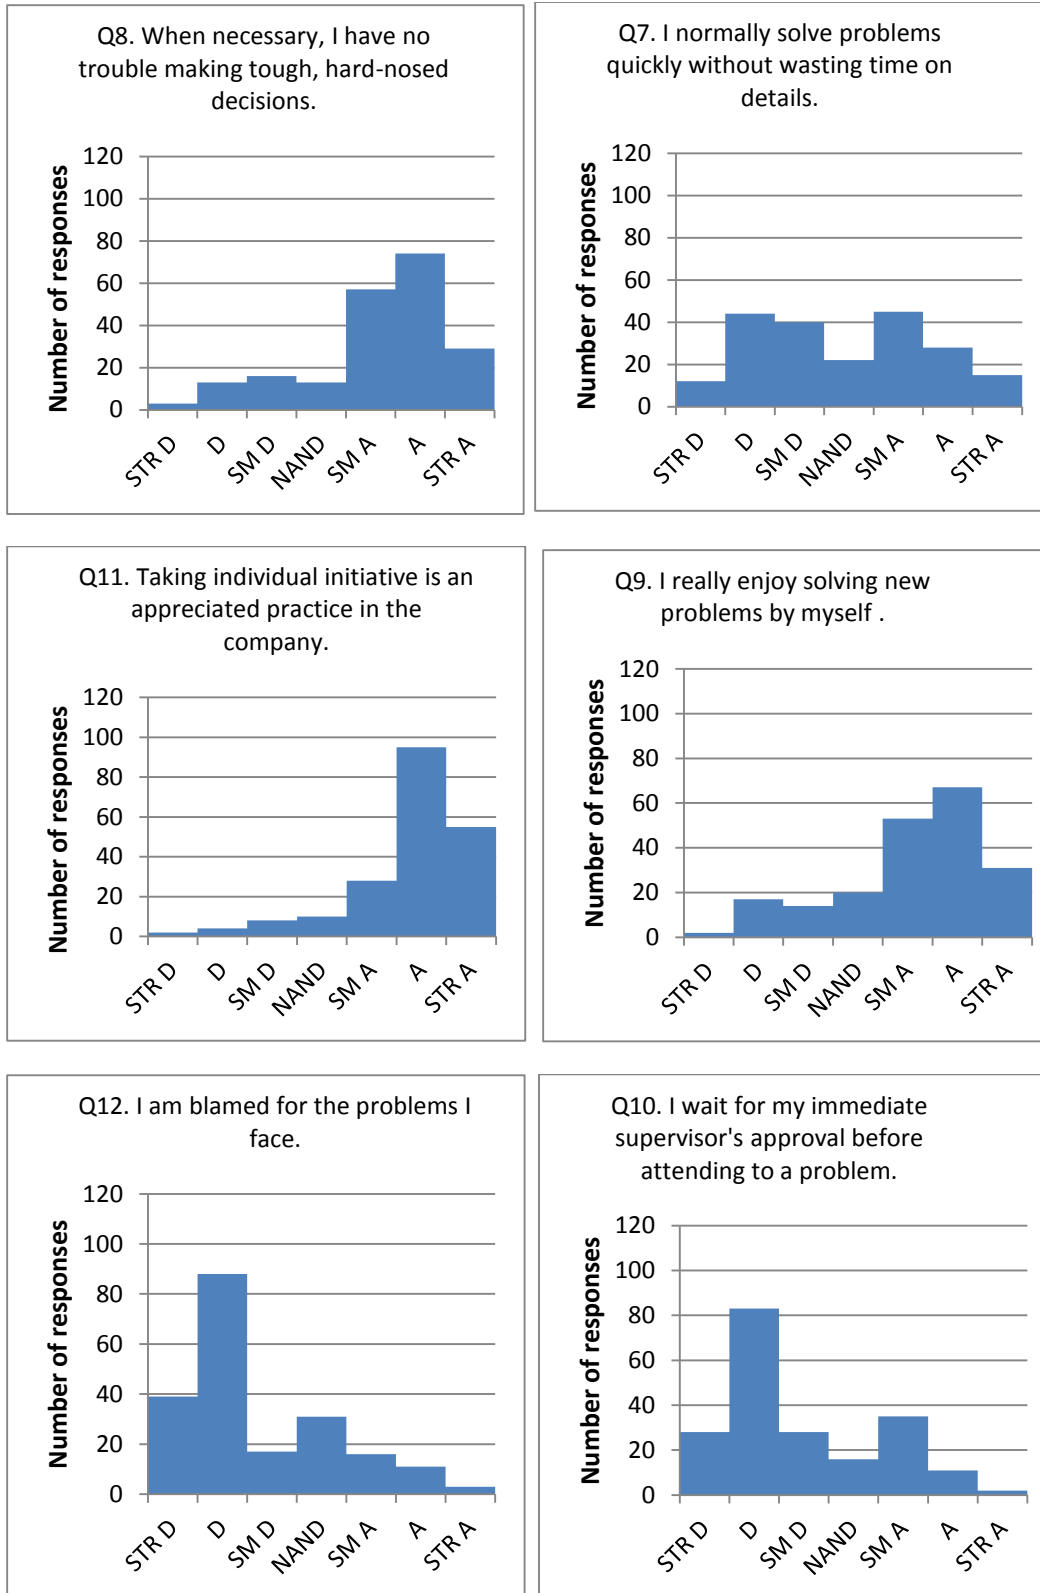 Q8. When necessary, I have no
trouble making tough, hard-nosed
decisions.
Number of responses
120
100
80
60
40
20
0
STR D
D
SM D
NAND
SM A
A
STR A
Q7. I normally solve problems
quickly without wasting time on
details.
Number of responses
120
100
80
60
40
20
0
STR D
D
SM D
NAND
SM A
A
STR A
Q11. Taking individual initiative is an
appreciated practice in the
company.
Number of responses
120
100
80
60
40
20
0
STR D
D
SM D
NAND
SM A
A
STR A
Q9. I really enjoy solving new
problems by myself .
Number of responses
120
100
80
60
40
20
0
STR D
D
SM D
NAND
SM A
A
STR A
Q12. I am blamed for the problems I
face.
Number of responses
120
100
80
60
40
20
0
STR D
D
SM D
NAND
SM A
A
STR A
Q10. I wait for my immediate
supervisor's approval before
attending to a problem.
Number of responses
120
100
80
60
40
20
0
STR D
D
SM D
NAND
SM A
A
STR A